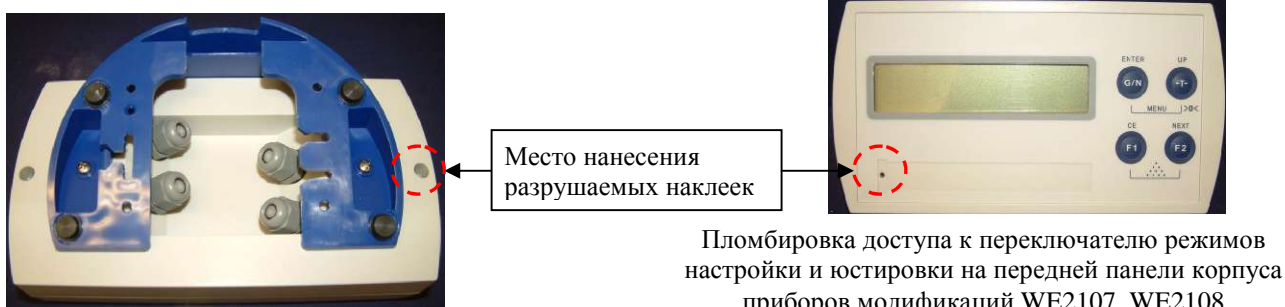 Место нанесения
разрушаемых наклеек
ENTER UP
G/N -T-
MENU >0<
CE NEXT
F1 F2
Пломбировка доступа к переключателю режимов
настройки и юстировки на передней панели корпуса
приборов модификаций WE2107, WE2108